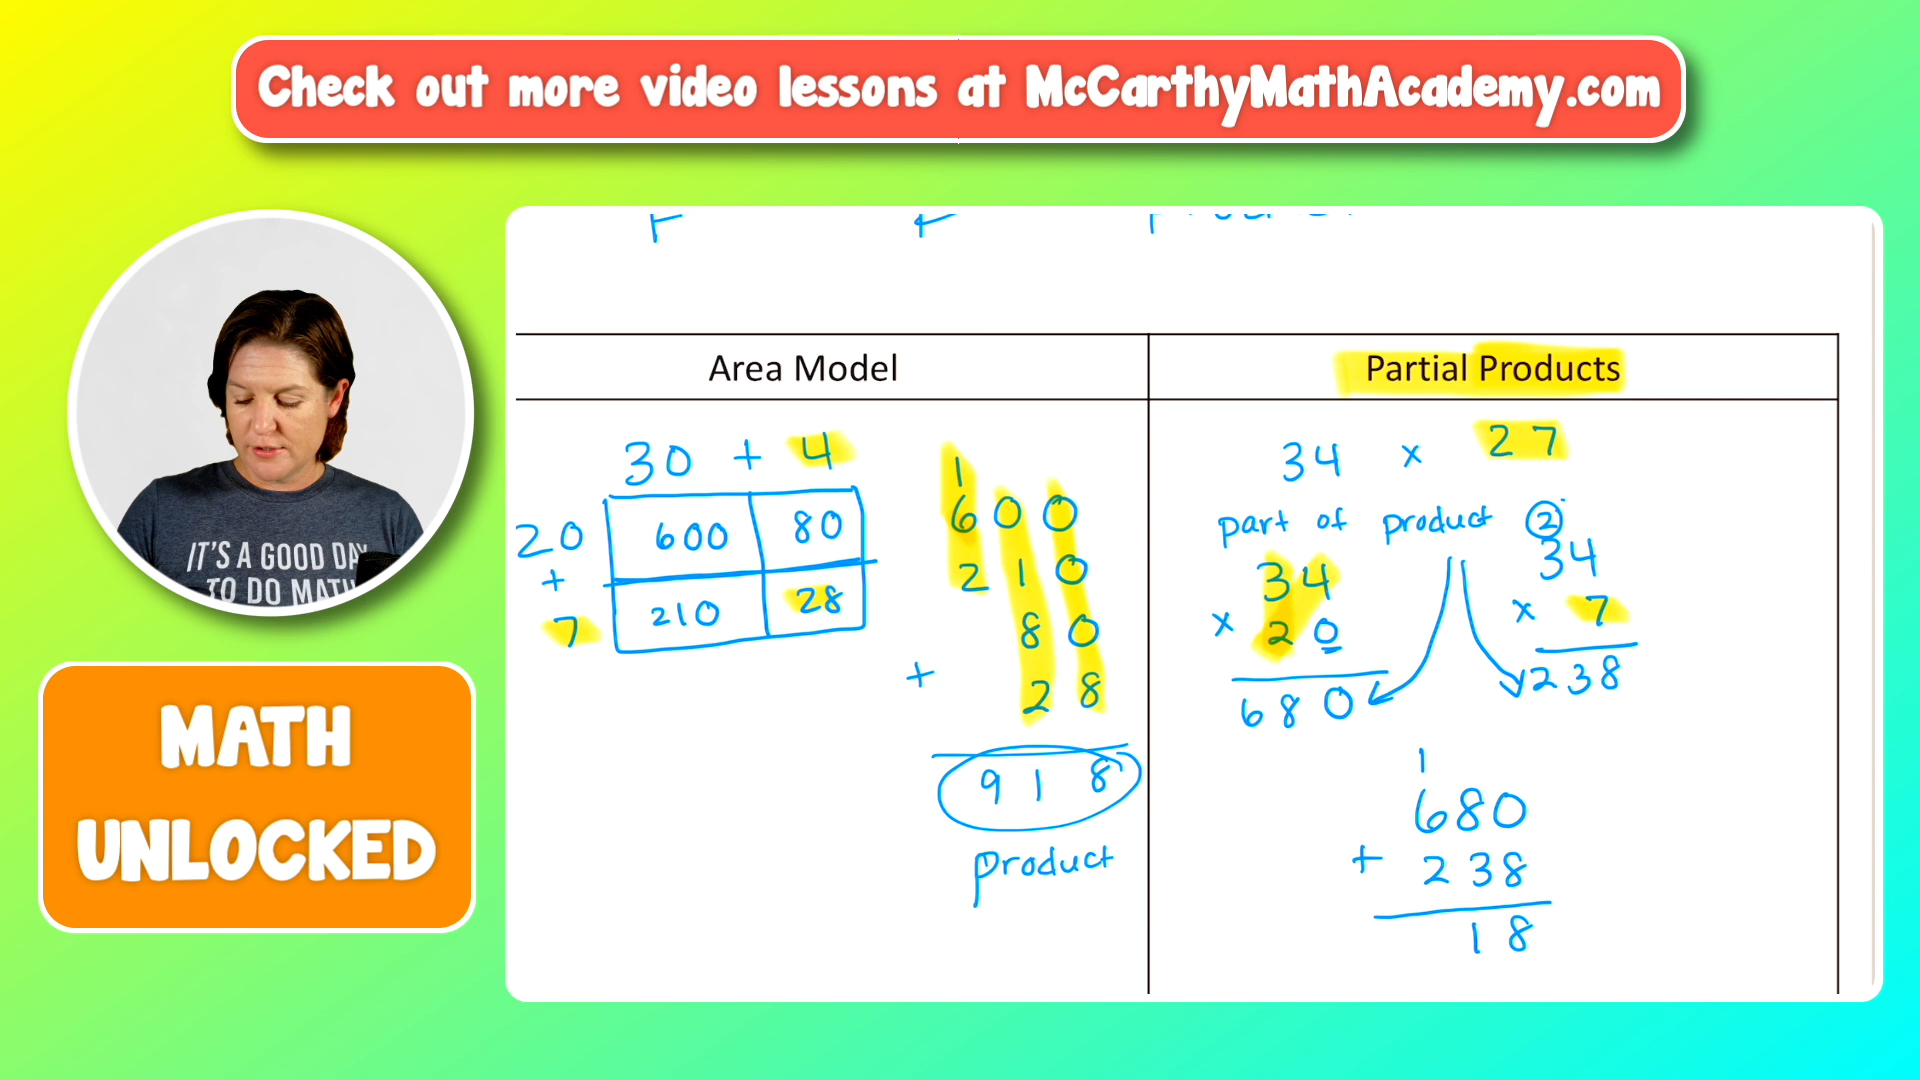 Check out more video lessons at McCarthyMathAcademy.com
IT'S A GOOD DAY
TO DO MATH
MATH
UNLOCKED
Area Model
30 + 4
20
+
7
600
80
210
28
1
600
210
80
+ 28
918
product
Partial Products
34 x 27
part of product
34
x 20
680
2
34
x 7
238
1
680
+ 238
18